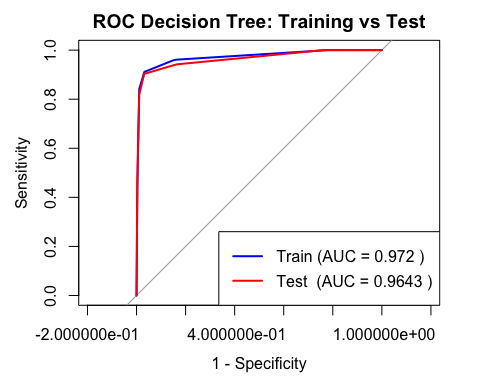 ROC Decision Tree: Training vs Test
1.0
0.8
0.6
0.4
0.2
0.0
Sensitivity
Train (AUC = 0.972 )
Test (AUC = 0.9643 )
-2.000000e-01 4.000000e-01 1.000000e+00
1 - Specificity